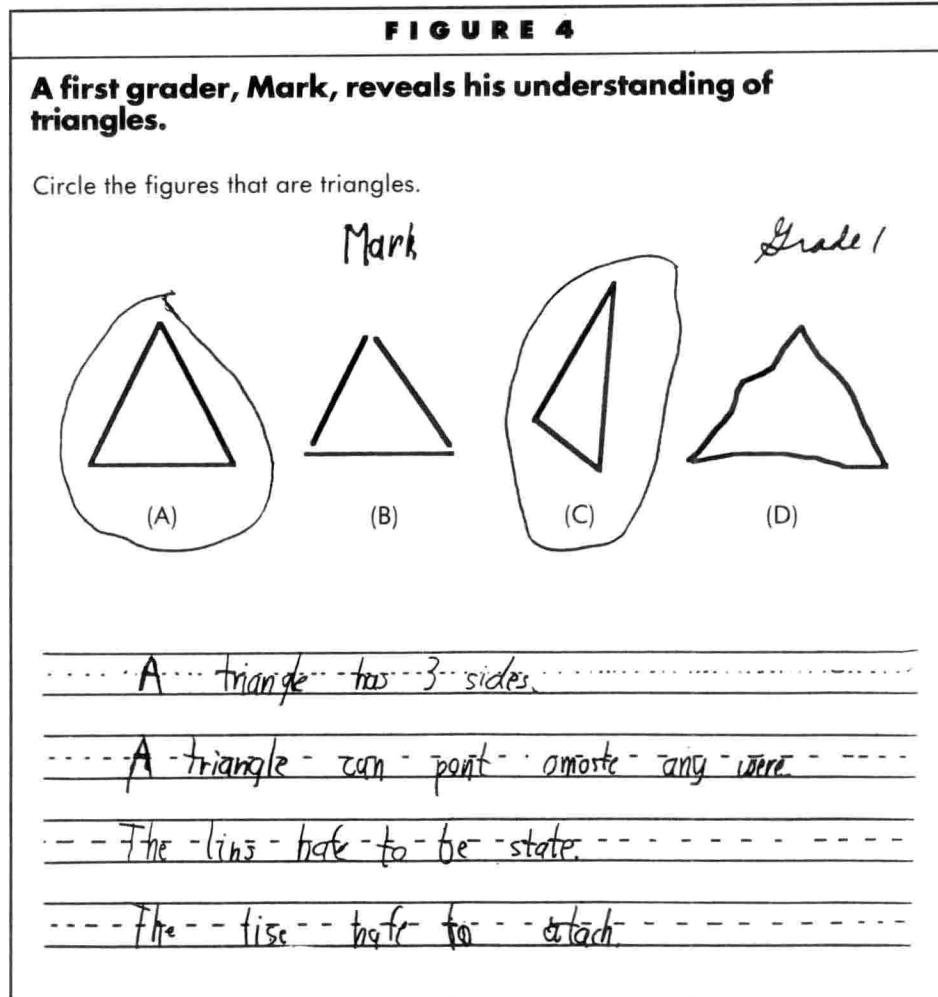 FIGURE 4
A first grader, Mark, reveals his understanding of
triangles.
Circle the figures that are triangles.
Mark Grade 1
(A) (B) (C) (D)
A triangle has 3 sides.
A triangle can pont omoste any were.
The lins hafe to be state.
The lise hafe to atach.